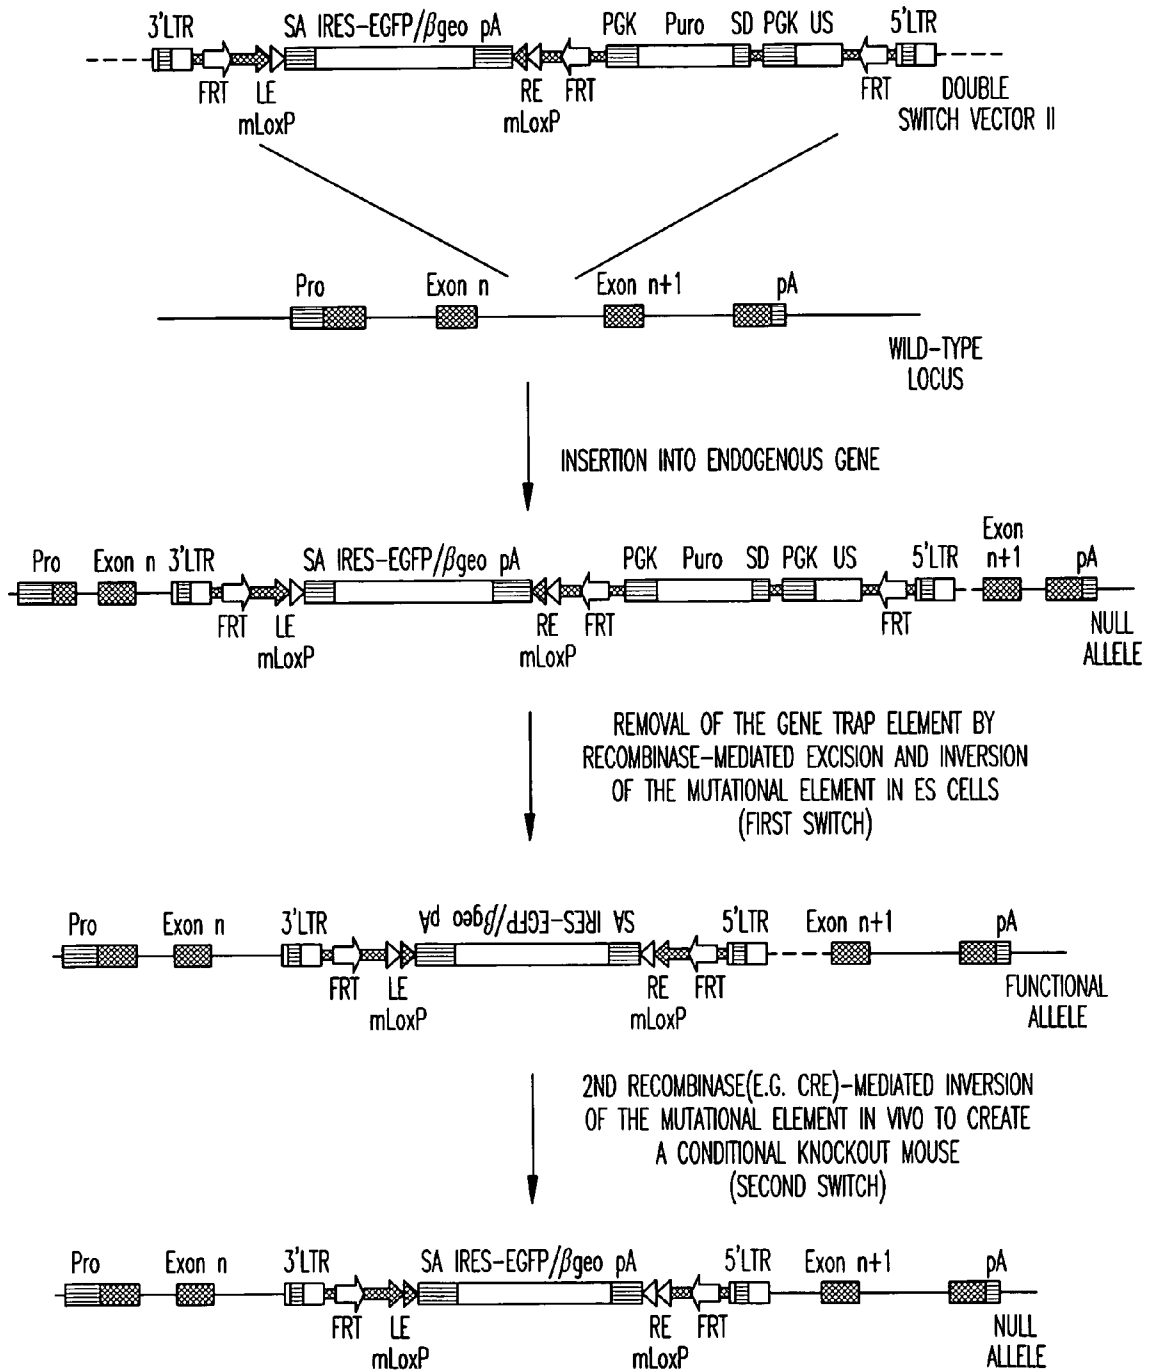 3'LTR SA IRES-EGFP/βgeo pA PGK Puro SD PGK US 5'LTR
FRT LE RE FRT FRT DOUBLE
mLoxP mLoxP SWITCH VECTOR II
Pro Exon n Exon n+1 pA
WILD-TYPE
LOCUS
INSERTION INTO ENDOGENOUS GENE
Exon
Pro Exon n 3'LTR SA IRES-EGFP/βgeo pA PGK Puro SD PGK US 5'LTR n+1 pA
FRT LE RE FRT FRT NULL
mLoxP mLoxP ALLELE
REMOVAL OF THE GENE TRAP ELEMENT BY
RECOMBINASE-MEDIATED EXCISION AND INVERSION
OF THE MUTATIONAL ELEMENT IN ES CELLS
(FIRST SWITCH)
Pro Exon n 3'LTR SA IRES-EGFP/βgeo pA 5'LTR Exon n+1 pA
FRT LE RE FRT FUNCTIONAL
mLoxP mLoxP ALLELE
2ND RECOMBINASE(E.G. CRE)-MEDIATED INVERSION
OF THE MUTATIONAL ELEMENT IN VIVO TO CREATE
A CONDITIONAL KNOCKOUT MOUSE
(SECOND SWITCH)
Pro Exon n 3'LTR SA IRES-EGFP/βgeo pA 5'LTR Exon n+1 pA
FRT LE RE FRT NULL
mLoxP mLoxP ALLELE